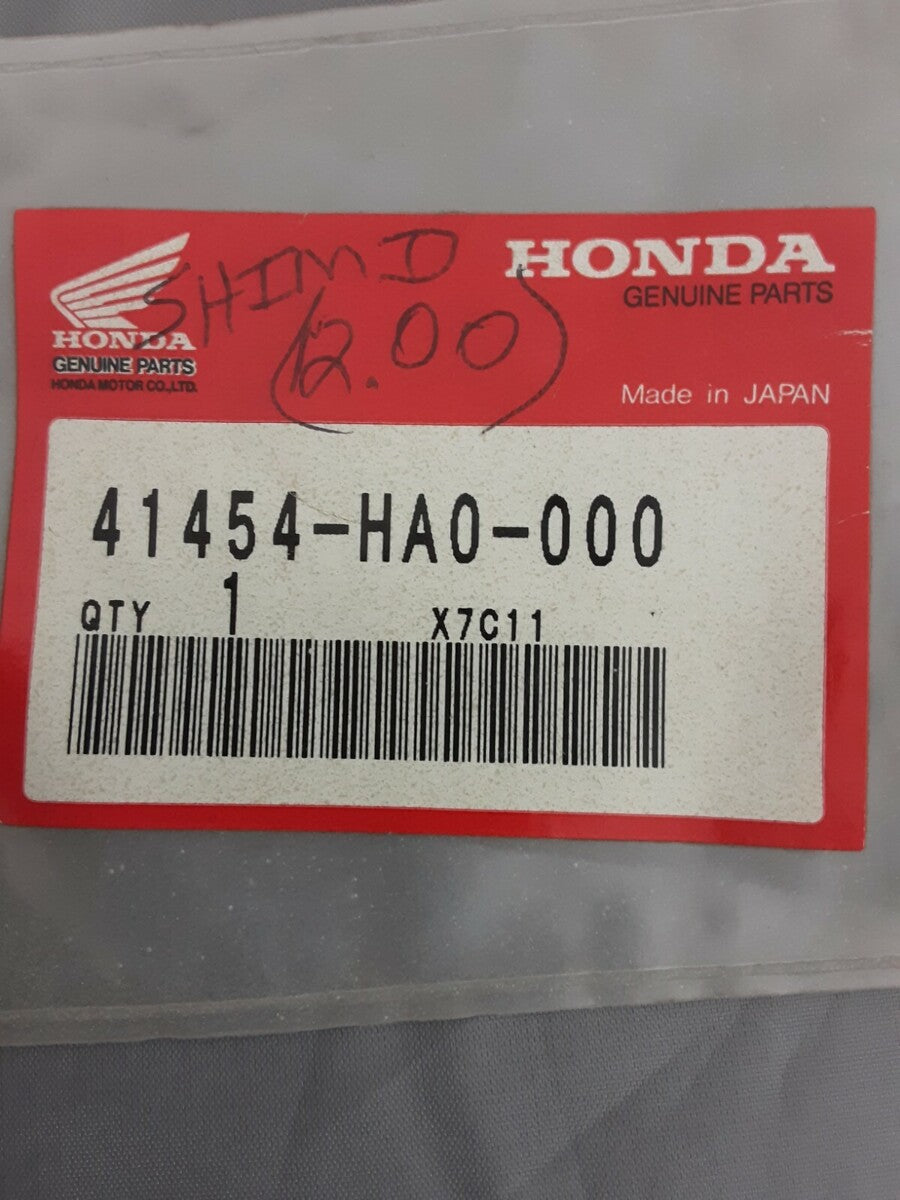 HONDA
GENUINE PARTS
HONDA MOTOR CO.,LTD.
SHIM D
(2.00)
HONDA
GENUINE PARTS
Made in JAPAN
41454-HA0-000
QTY 1 X7C11